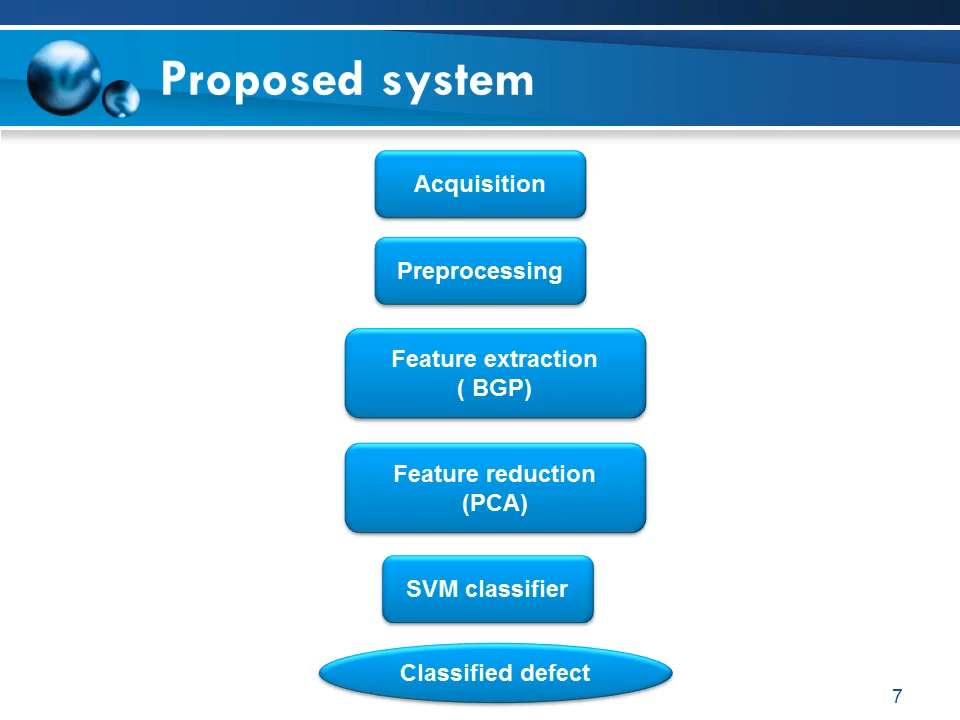 Proposed system
Acquisition
Preprocessing
Feature extraction
( BGP)
Feature reduction
(PCA)
SVM classifier
Classified defect
7